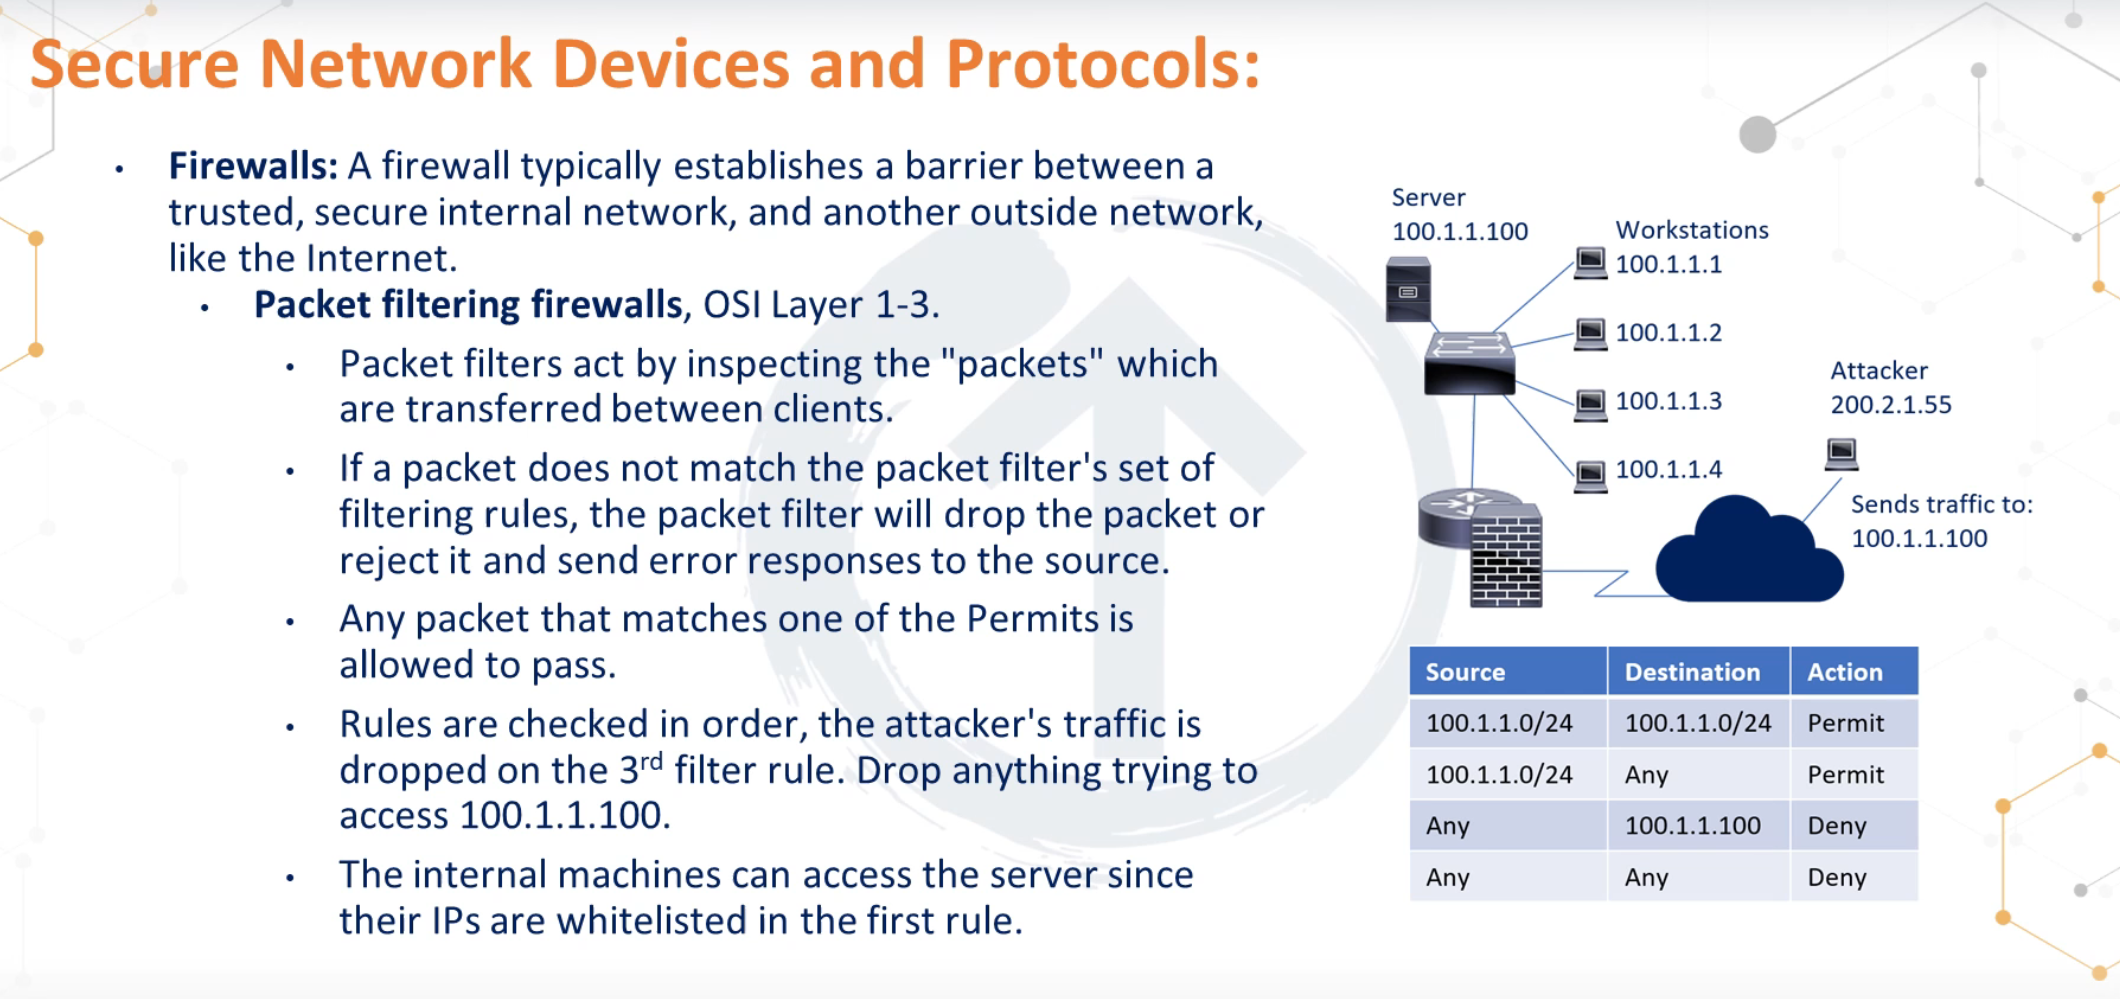 Secure Network Devices and Protocols:
• Firewalls: A firewall typically establishes a barrier between a
trusted, secure internal network, and another outside network,
like the Internet.
• Packet filtering firewalls, OSI Layer 1-3.
• Packet filters act by inspecting the "packets" which
are transferred between clients.
• If a packet does not match the packet filter's set of
filtering rules, the packet filter will drop the packet or
reject it and send error responses to the source.
• Any packet that matches one of the Permits is
allowed to pass.
• Rules are checked in order, the attacker's traffic is
dropped on the 3rd filter rule. Drop anything trying to
access 100.1.1.100.
• The internal machines can access the server since
their IPs are whitelisted in the first rule.
Server
100.1.1.100
Workstations
100.1.1.1
100.1.1.2
100.1.1.3
100.1.1.4
Attacker
200.2.1.55
Sends traffic to:
100.1.1.100
Source Destination Action
100.1.1.0/24 100.1.1.0/24 Permit
100.1.1.0/24 Any Permit
Any 100.1.1.100 Deny
Any Any Deny